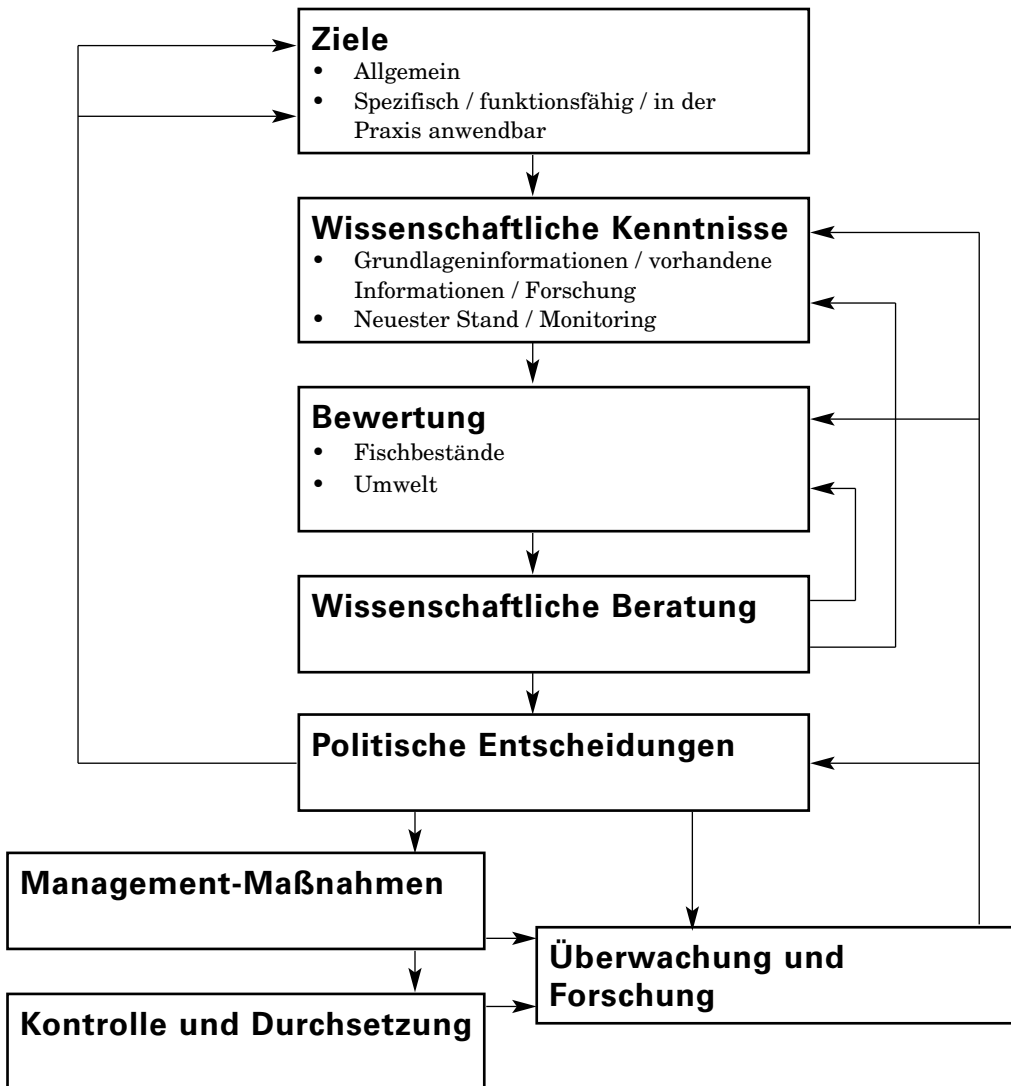 Ziele
• Allgemein
• Spezifisch / funktionsfähig / in der
Praxis anwendbar
Wissenschaftliche Kenntnisse
• Grundlageninformationen / vorhandene
Informationen / Forschung
• Neuester Stand / Monitoring
Bewertung
• Fischbestände
• Umwelt
Wissenschaftliche Beratung
Politische Entscheidungen
Management-Maßnahmen
Überwachung und
Forschung
Kontrolle und Durchsetzung